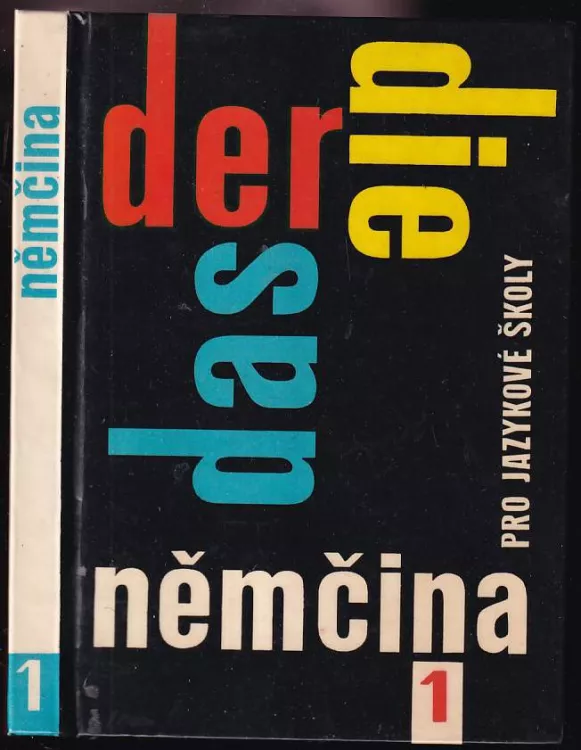 němčina
1
der
die
das
PRO JAZYKOVÉ ŠKOLY
němčina
1